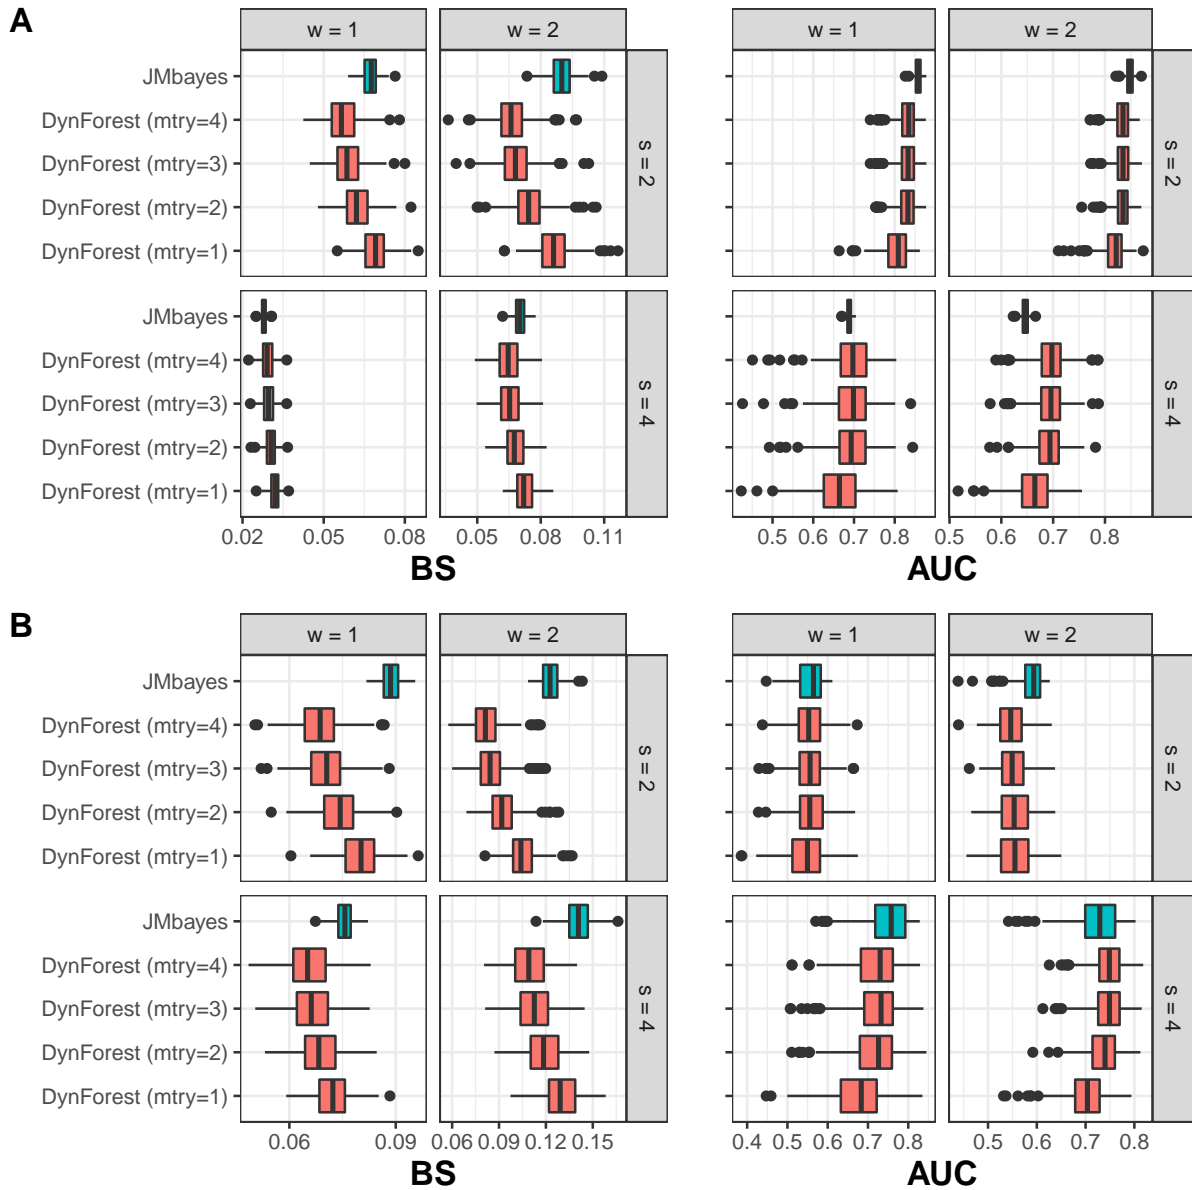 A
w = 1
w = 2
w = 1
w = 2
JMbayes
DynForest (mtry=4)
DynForest (mtry=3)
DynForest (mtry=2)
DynForest (mtry=1)
s = 2
s = 2
JMbayes
DynForest (mtry=4)
DynForest (mtry=3)
DynForest (mtry=2)
DynForest (mtry=1)
s = 4
s = 4
0.02 0.05 0.08 0.05 0.08 0.11 0.5 0.6 0.7 0.8 0.5 0.6 0.7 0.8
BS
AUC
B
w = 1
w = 2
w = 1
w = 2
JMbayes
DynForest (mtry=4)
DynForest (mtry=3)
DynForest (mtry=2)
DynForest (mtry=1)
s = 2
s = 2
JMbayes
DynForest (mtry=4)
DynForest (mtry=3)
DynForest (mtry=2)
DynForest (mtry=1)
s = 4
s = 4
0.06 0.09 0.06 0.09 0.12 0.15 0.4 0.5 0.6 0.7 0.8 0.5 0.6 0.7 0.8
BS
AUC